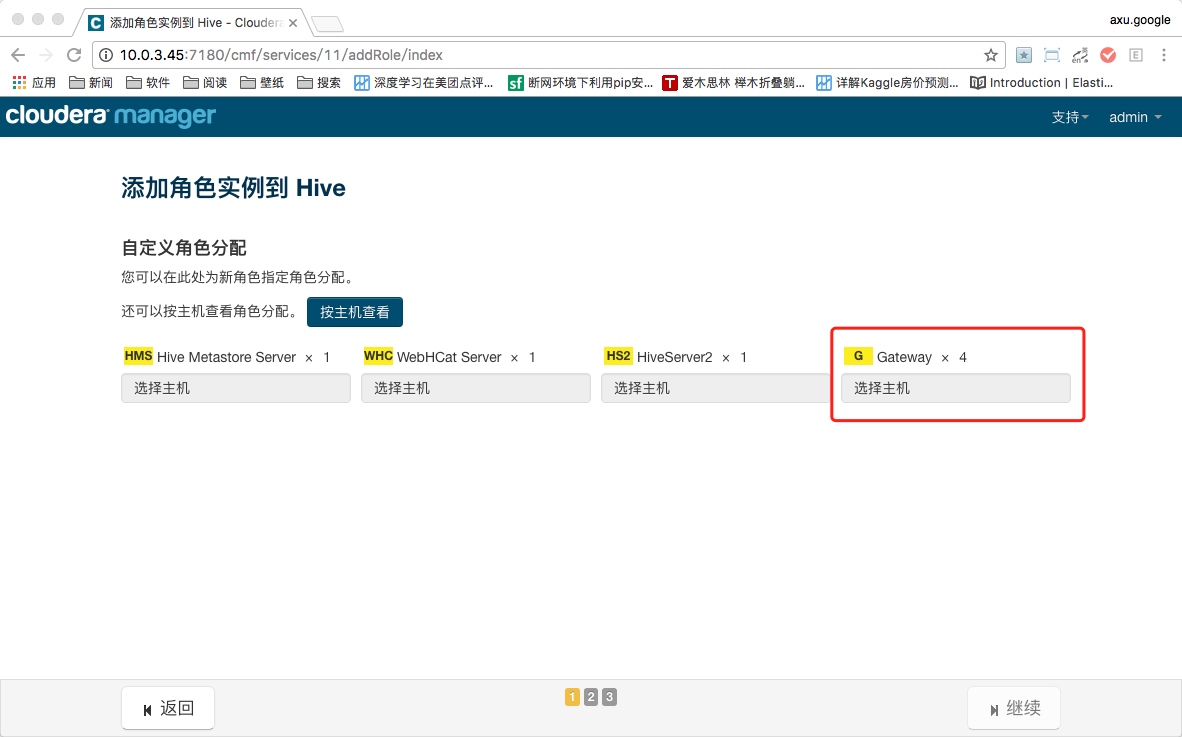 添加角色实例到 Hive - Cloudera
axu.google
10.0.3.45:7180/cmf/services/11/addRole/index
应用 新闻 软件 阅读 壁纸 搜索 深度学习在美团点评... sf 断网环境下利用pip安... T 爱木思林 榉木折叠躺... 详解Kaggle房价预测... Introduction | Elasti...
cloudera manager 支持 admin
添加角色实例到 Hive
自定义角色分配
您可以在此处为新角色指定角色分配。
还可以按主机查看角色分配。 按主机查看
HMS Hive Metastore Server × 1 WHC WebHCat Server × 1 HS2 HiveServer2 × 1 G Gateway × 4
选择主机 选择主机 选择主机 选择主机
返回 1 2 3 继续